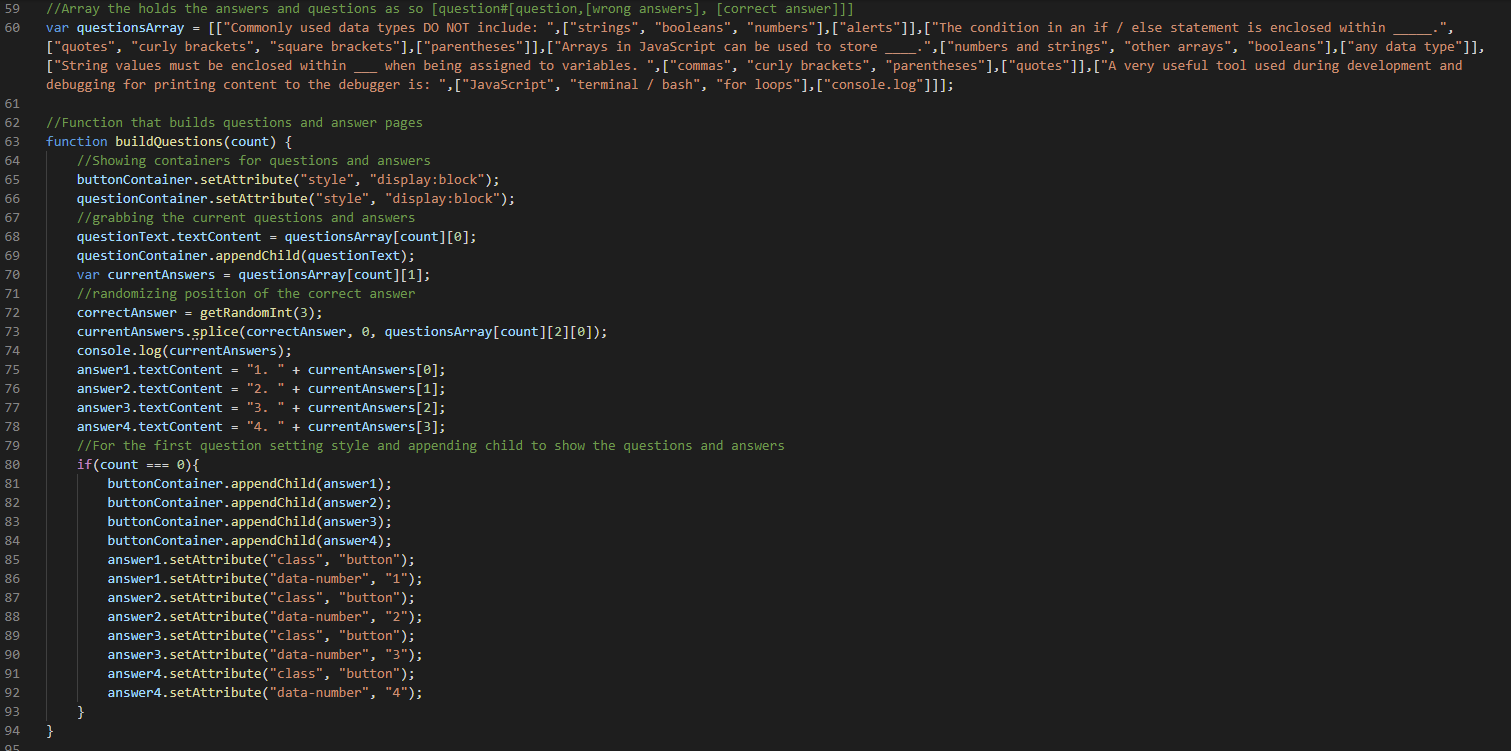 59 //Array the holds the answers and questions as so [question#[question,[wrong answers], [correct answer]]]
60 var questionsArray = [["Commonly used data types DO NOT include: ",["strings", "booleans", "numbers"],["alerts"]],["The condition in an if / else statement is enclosed within _____.",
["quotes", "curly brackets", "square brackets"],["parentheses"]],["Arrays in JavaScript can be used to store ____.",["numbers and strings", "other arrays", "booleans"],["any data type"]],
["String values must be enclosed within ___ when being assigned to variables. ",["commas", "curly brackets", "parentheses"],["quotes"]],["A very useful tool used during development and
debugging for printing content to the debugger is: ",["JavaScript", "terminal / bash", "for loops"],["console.log"]]];
61
62 //Function that builds questions and answer pages
63 function buildQuestions(count) {
64 //Showing containers for questions and answers
65 buttonContainer.setAttribute("style", "display:block");
66 questionContainer.setAttribute("style", "display:block");
67 //grabbing the current questions and answers
68 questionText.textContent = questionsArray[count][0];
69 questionContainer.appendChild(questionText);
70 var currentAnswers = questionsArray[count][1];
71 //randomizing position of the correct answer
72 correctAnswer = getRandomInt(3);
73 currentAnswers.splice(correctAnswer, 0, questionsArray[count][2][0]);
74 console.log(currentAnswers);
75 answer1.textContent = "1. " + currentAnswers[0];
76 answer2.textContent = "2. " + currentAnswers[1];
77 answer3.textContent = "3. " + currentAnswers[2];
78 answer4.textContent = "4. " + currentAnswers[3];
79 //For the first question setting style and appending child to show the questions and answers
80 if(count === 0){
81 buttonContainer.appendChild(answer1);
82 buttonContainer.appendChild(answer2);
83 buttonContainer.appendChild(answer3);
84 buttonContainer.appendChild(answer4);
85 answer1.setAttribute("class", "button");
86 answer1.setAttribute("data-number", "1");
87 answer2.setAttribute("class", "button");
88 answer2.setAttribute("data-number", "2");
89 answer3.setAttribute("class", "button");
90 answer3.setAttribute("data-number", "3");
91 answer4.setAttribute("class", "button");
92 answer4.setAttribute("data-number", "4");
93 }
94 }
95